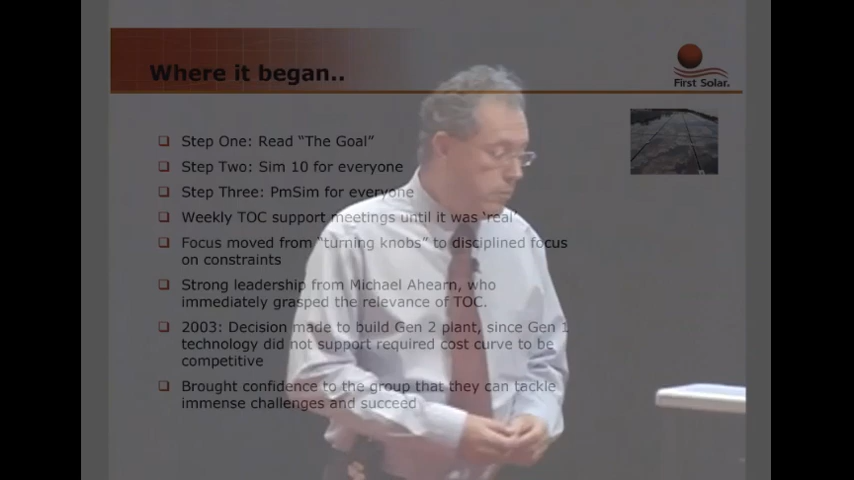 Where it began..
First Solar.
Step One: Read “The Goal”
Step Two: Sim 10 for everyone
Step Three: PmSim for everyone
Weekly TOC support meetings until it was ‘real’
Focus moved from “turning knobs” to disciplined focus
on constraints
Strong leadership from Michael Ahearn, who
immediately grasped the relevance of TOC.
2003: Decision made to build Gen 2 plant, since Gen 1
technology did not support required cost curve to be
competitive
Brought confidence to the group that they can tackle
immense challenges and succeed